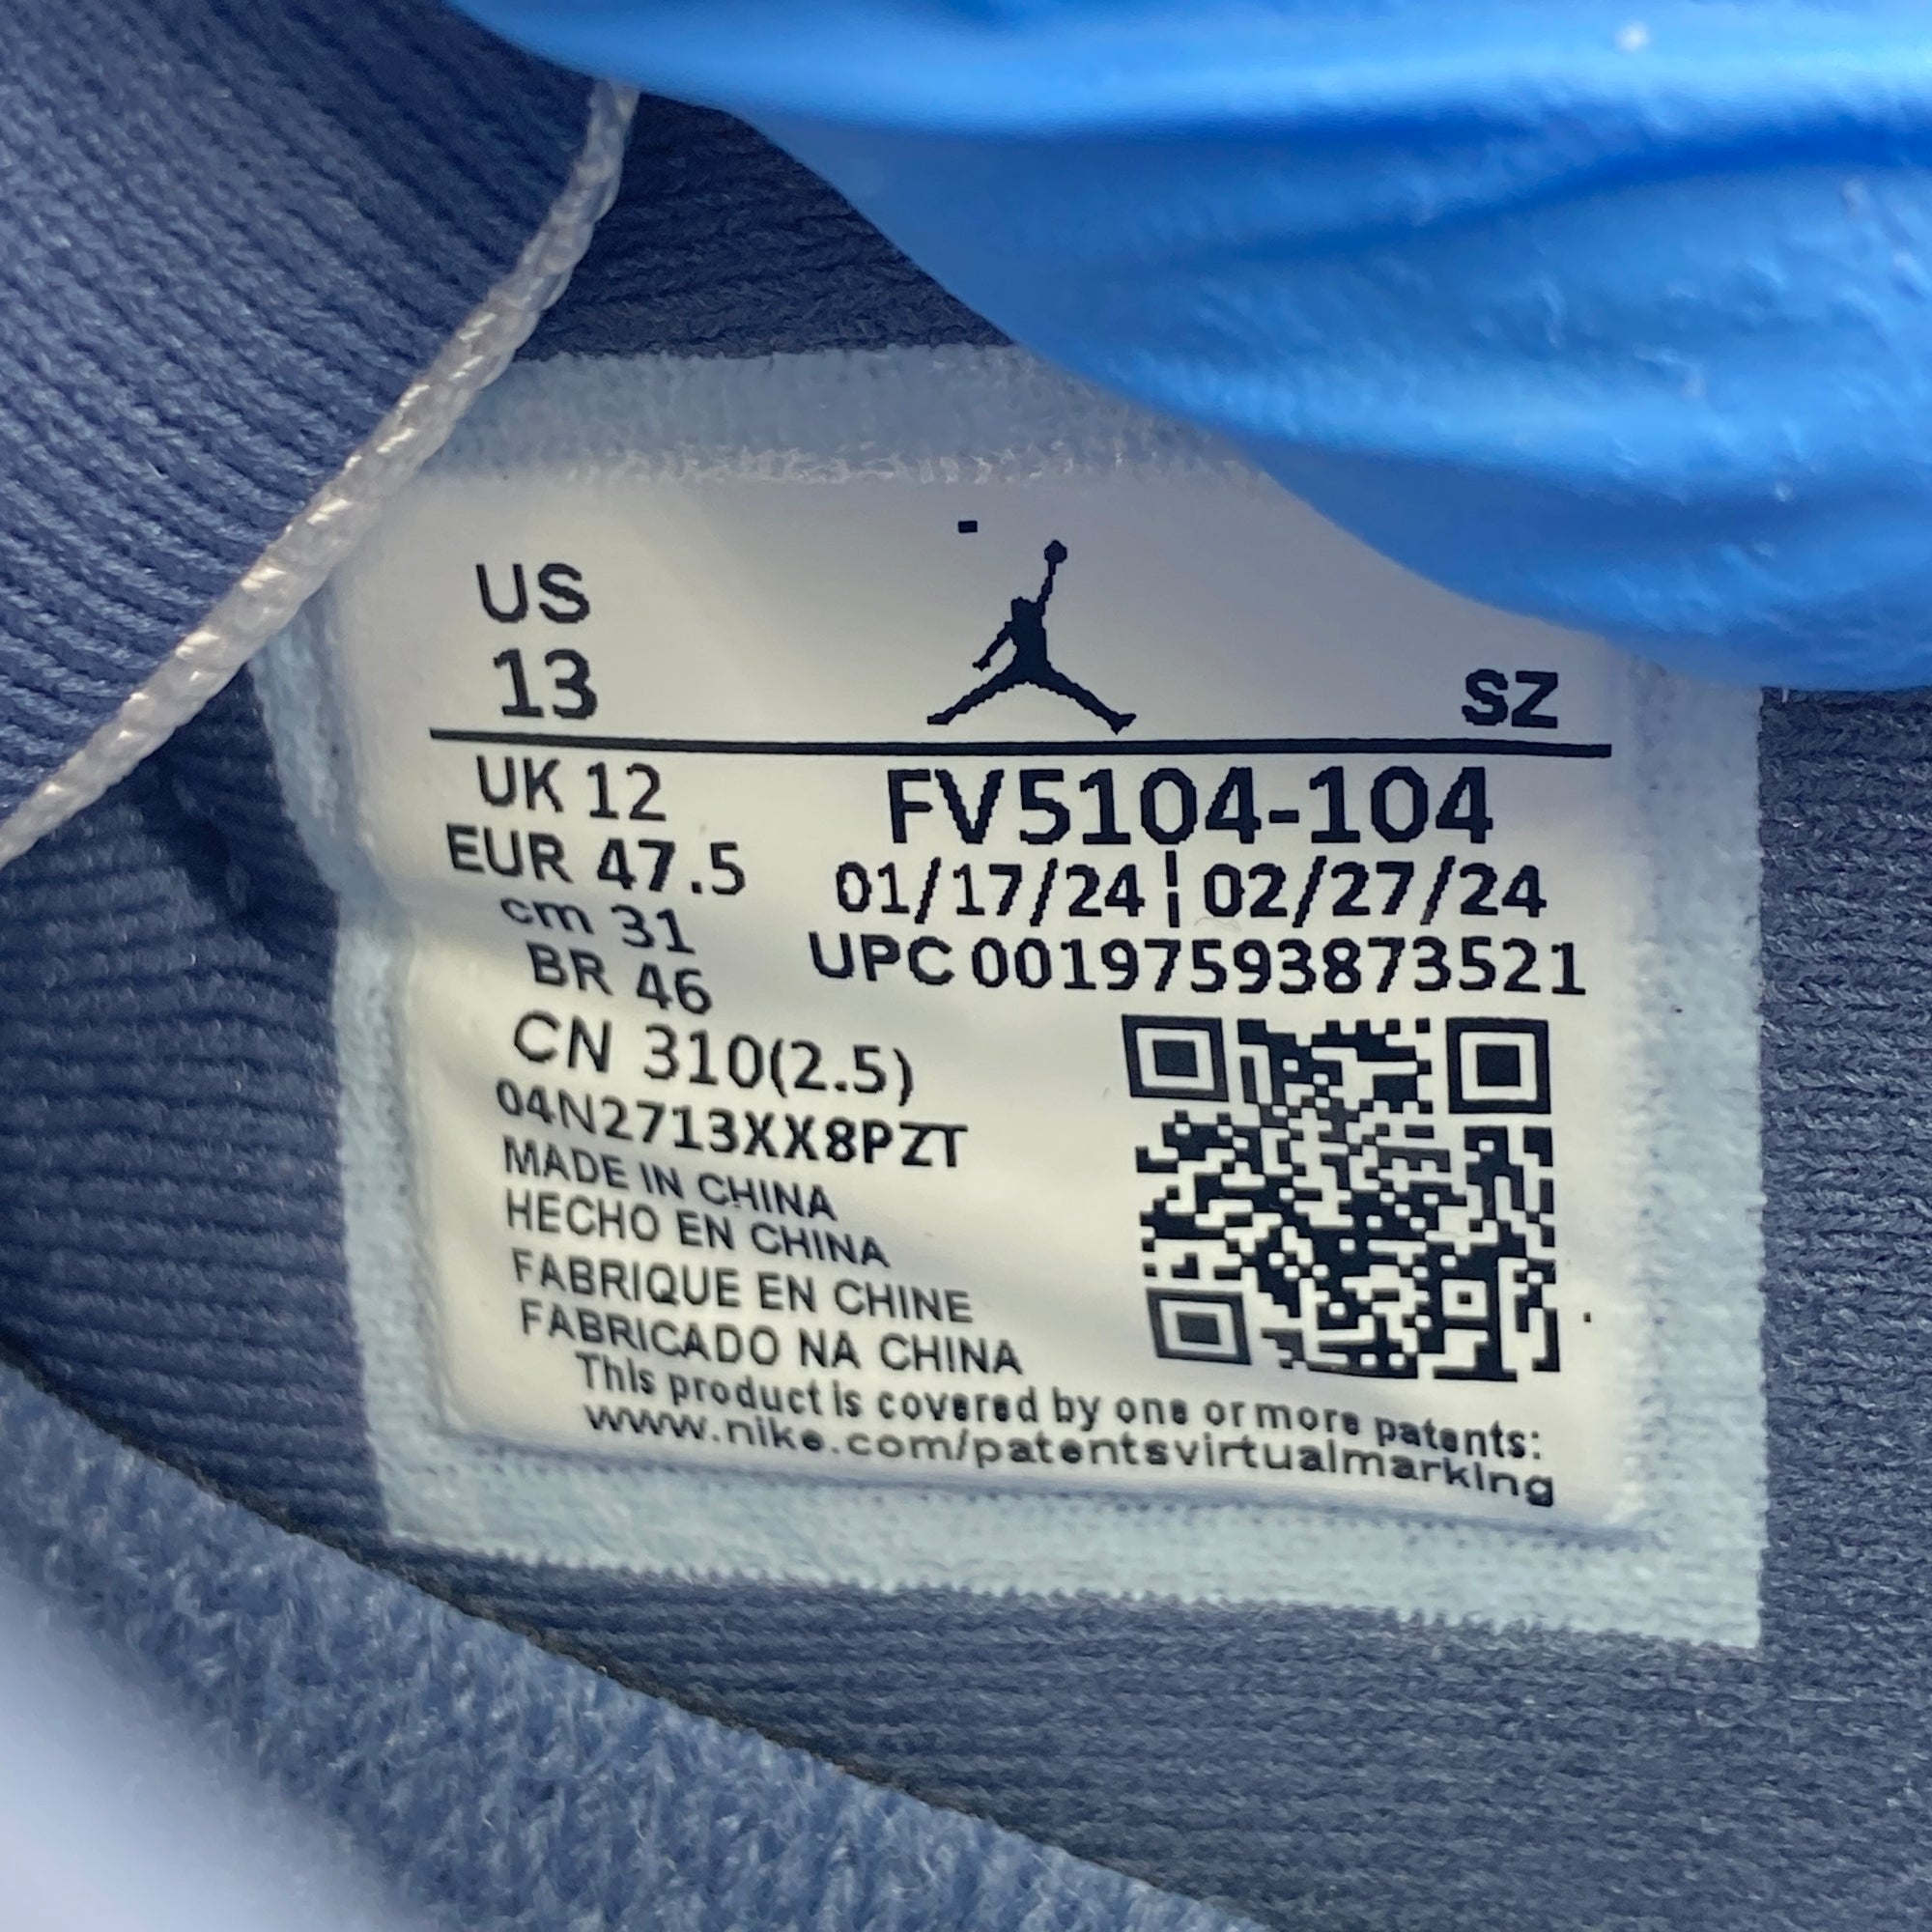 US
13
SZ
UK 12
FV5104-104
EUR 47.5
01/17/24¦02/27/24
cm 31
UPC 00197593873521
BR 46
CN 310(2.5)
04N2713XX8PZT
MADE IN CHINA
HECHO EN CHINA
FABRIQUE EN CHINE
FABRICADO NA CHINA
This product is covered by one or more patents:
www.nike.com/patentsvirtualmarking